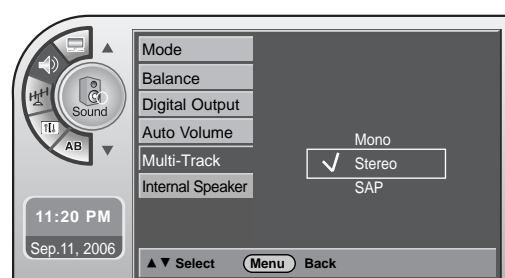 Mode
Balance
Digital Output
Auto Volume
Multi-Track
Internal Speaker
Mono
Stereo
SAP
Sound
AB
11:20 PM
Sep.11, 2006
▲▼ Select Menu Back